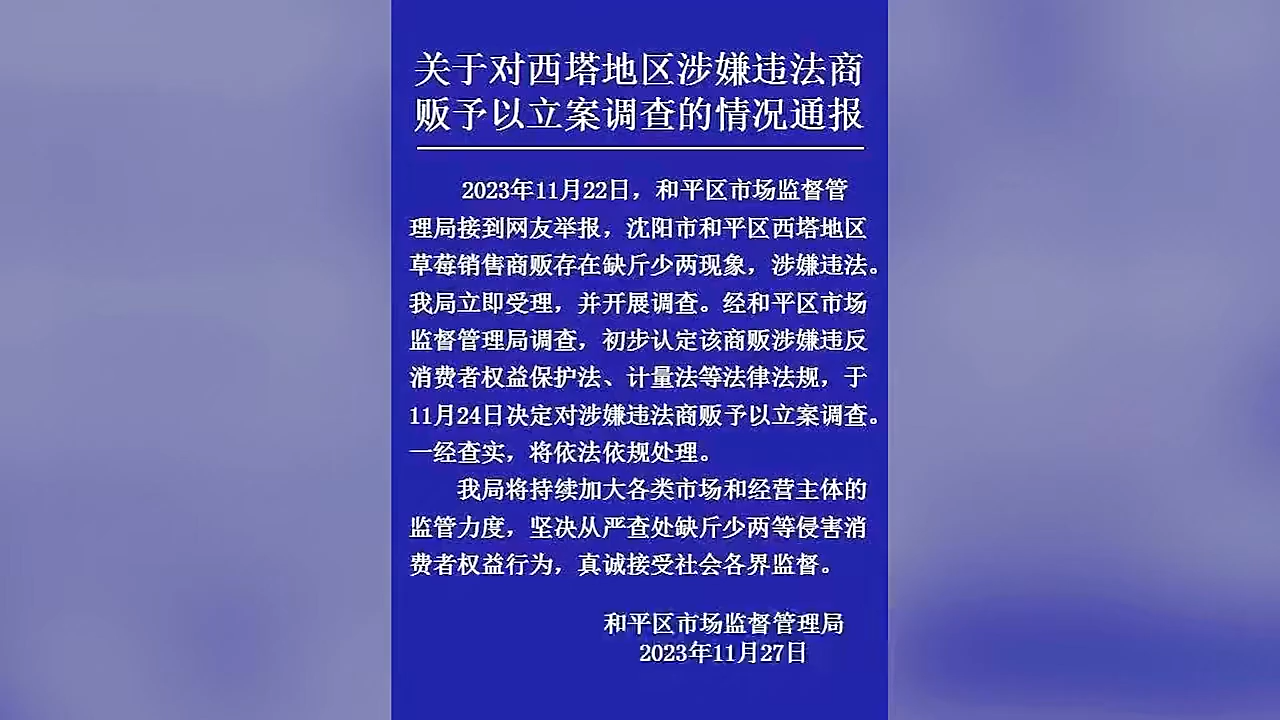 关于对西塔地区涉嫌违法商
贩予以立案调查的情况通报
2023年11月22日，和平区市场监督管
理局接到网友举报，沈阳市和平区西塔地区
草莓销售商贩存在缺斤少两现象，涉嫌违法。
我局立即受理，并开展调查。经和平区市场
监督管理局调查，初步认定该商贩涉嫌违反
消费者权益保护法、计量法等法律法规，于
11月24日决定对涉嫌违法商贩予以立案调查。
一经查实，将依法依规处理。
我局将持续加大各类市场和经营主体的
监管力度，坚决从严查处缺斤少两等侵害消
费者权益行为，真诚接受社会各界监督。
和平区市场监督管理局
2023年11月27日